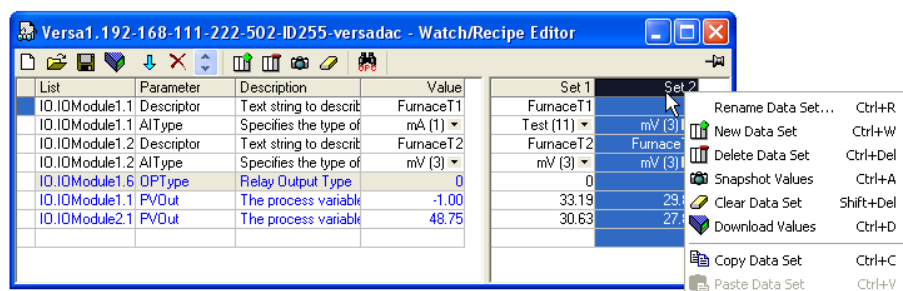 Versa1.192-168-111-222-502-ID255-versadac - Watch/Recipe Editor
OPC
List Parameter Description Value Set 1 Set 2
IO.IOModule1.1 Descriptor Text string to describ FurnaceT1 FurnaceT1
IO.IOModule1.1 AIType Specifies the type of mA (1) Test (11) mV (3)
IO.IOModule1.2 Descriptor Text string to describ FurnaceT2 FurnaceT2 Furnace
IO.IOModule1.2 AIType Specifies the type of mV (3) mV (3) mV (3)
IO.IOModule1.6 OPType Relay Output Type 0 0
IO.IOModule1.1 PVOut The process variable -1.00 33.19 29.
IO.IOModule2.1 PVOut The process variable 48.75 30.63 27.
Rename Data Set... Ctrl+R
New Data Set Ctrl+W
Delete Data Set Ctrl+Del
Snapshot Values Ctrl+A
Clear Data Set Shift+Del
Download Values Ctrl+D
Copy Data Set Ctrl+C
Paste Data Set Ctrl+V